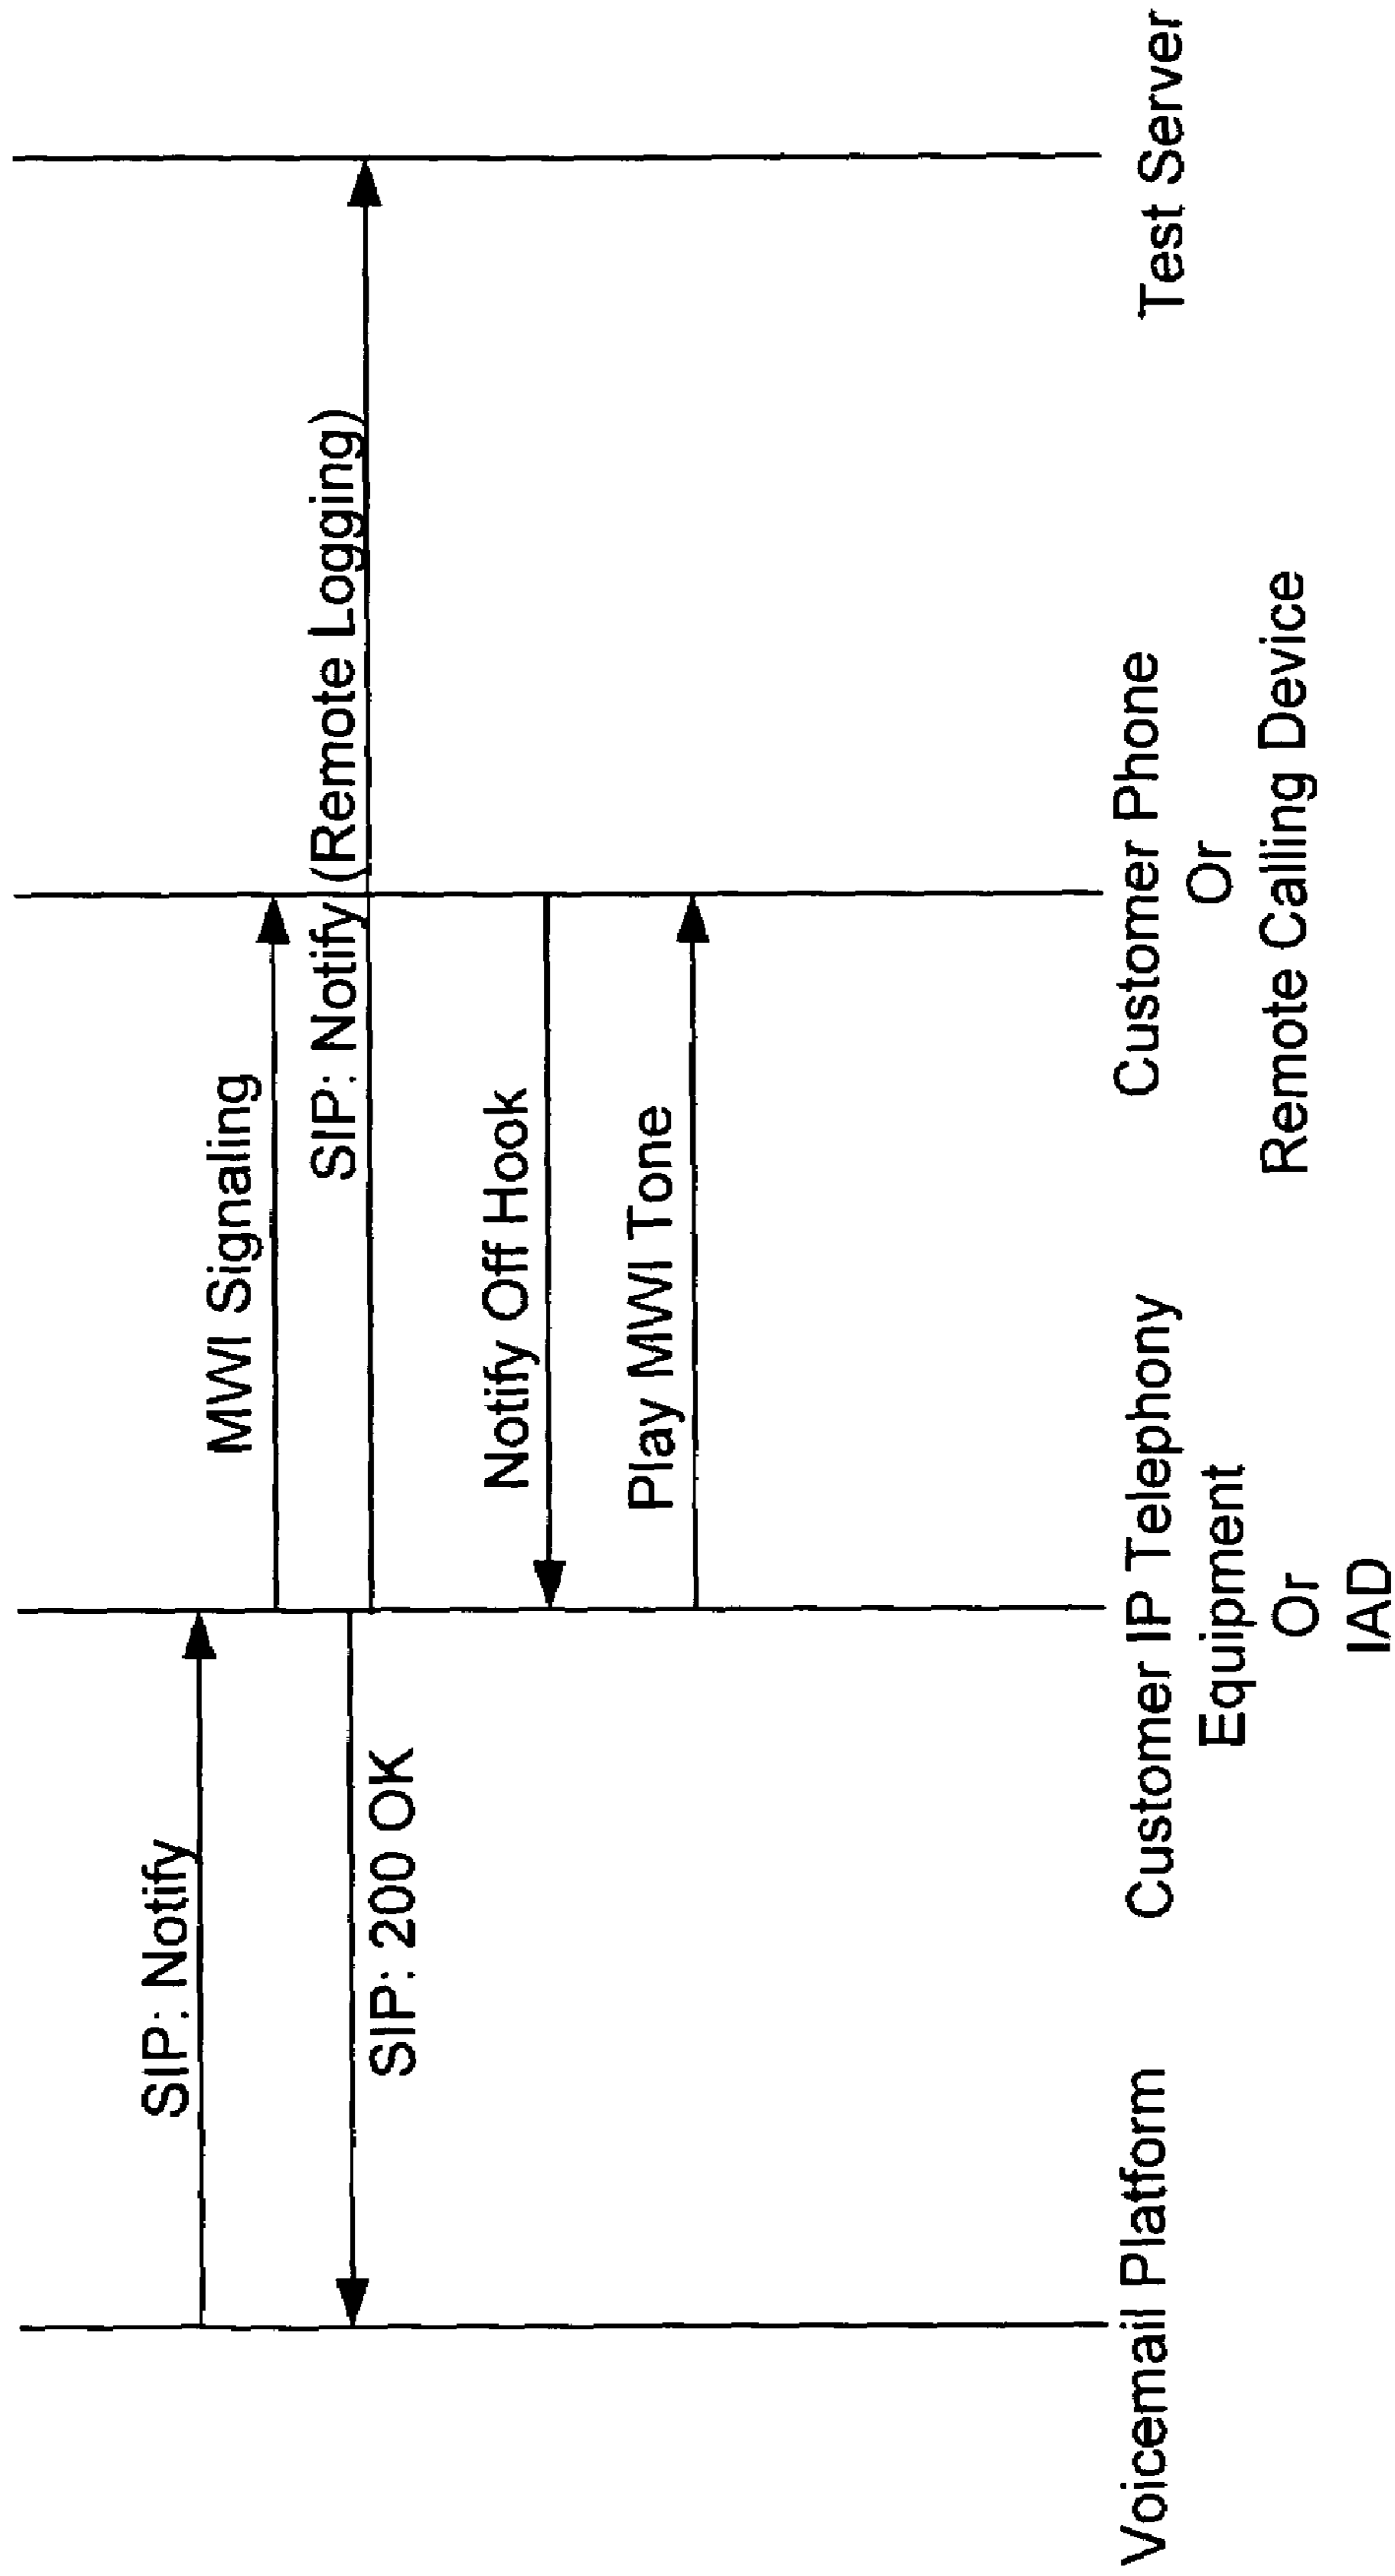 SIP: Notify
MWI Signaling
SIP: Notify (Remote Logging)
SIP: 200 OK
Notify Off Hook
Play MWI Tone
Voicemail Platform
Customer IP Telephony
Equipment
Or
IAD
Customer Phone
Or
Remote Calling Device
Test Server